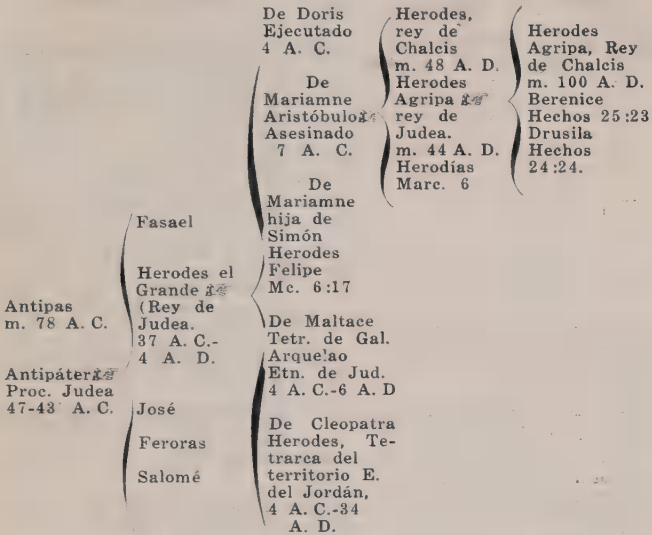 Antipas
m. 78 A. C.
Antipáter
Proc. Judea
47-43 A. C.
Fasael
Herodes el
Grande
(Rey de
Judea.
37 A. C.-
4 A. D.
José
Feroras
Salomé
De Doris
Ejecutado
4 A. C.
De
Mariamne
Aristóbulo
Asesinado
7 A. C.
De
Mariamne
hija de
Simón
Herodes
Felipe
Mc. 6:17
De Maltace
Tetr. de Gal.
Arque!ao
Etn. de Jud.
4 A. C.-6 A. D
De Cleopatra
Herodes, Te-
trarca del
territorio E.
del Jordán,
4 A. C.-34
A. D.
Herodes,
rey de
Chalcis
m. 48 A. D.
Herodes
Agripa
rey de
Judea.
m. 44 A. D.
Herodías
Marc. 6
Herodes
Agripa, Rey
de Chalcis
m. 100 A. D.
Berenice
Hechos 25:23
Drusila
Hechos
24:24.